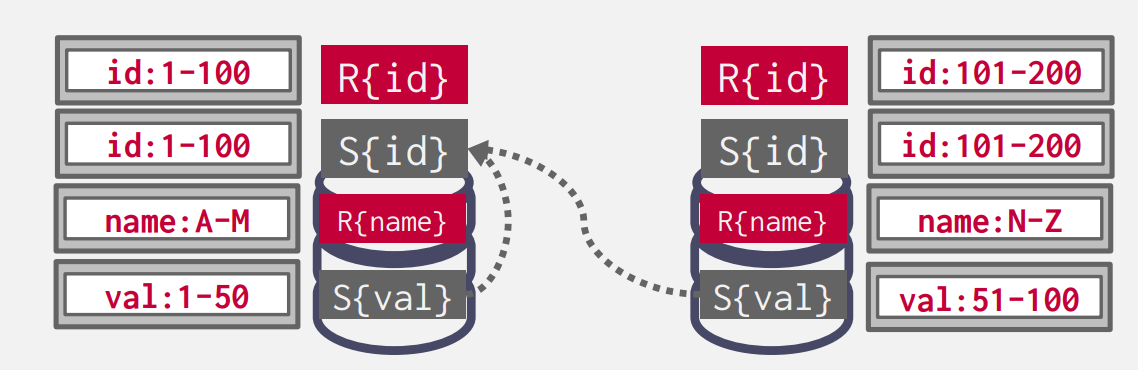 id:1-100 R{id} R{id} id:101-200
id:1-100 S{id} S{id} id:101-200
name:A-M R{name} R{name} name:N-Z
val:1-50 S{val} S{val} val:51-100